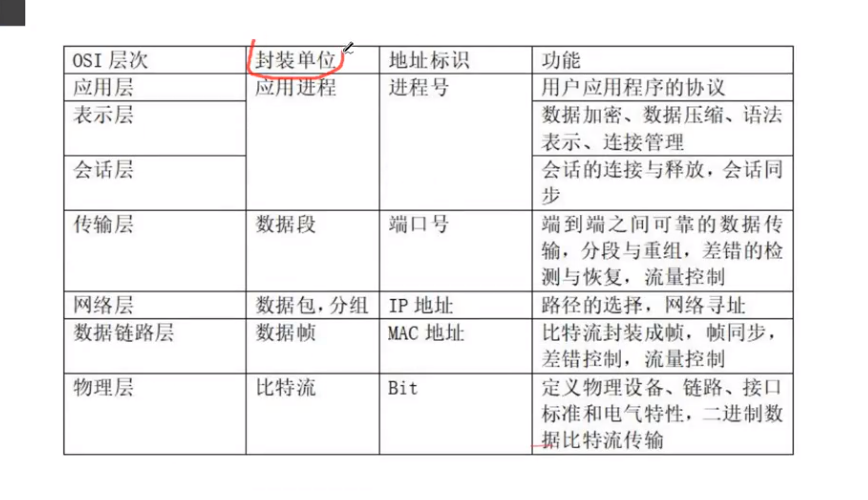 OSI 层次 封装单位 地址标识 功能
应用层 应用进程 进程号 用户应用程序的协议
表示层 数据加密、数据压缩、语法
表示、连接管理
会话层 会话的连接与释放，会话同
步
传输层 数据段 端口号 端到端之间可靠的数据传
输，分段与重组，差错的检
测与恢复，流量控制
网络层 数据包，分组 IP 地址 路径的选择，网络寻址
数据链路层 数据帧 MAC 地址 比特流封装成帧，帧同步，
差错控制，流量控制
物理层 比特流 Bit 定义物理设备、链路、接口
标准和电气特性，二进制数
据比特流传输